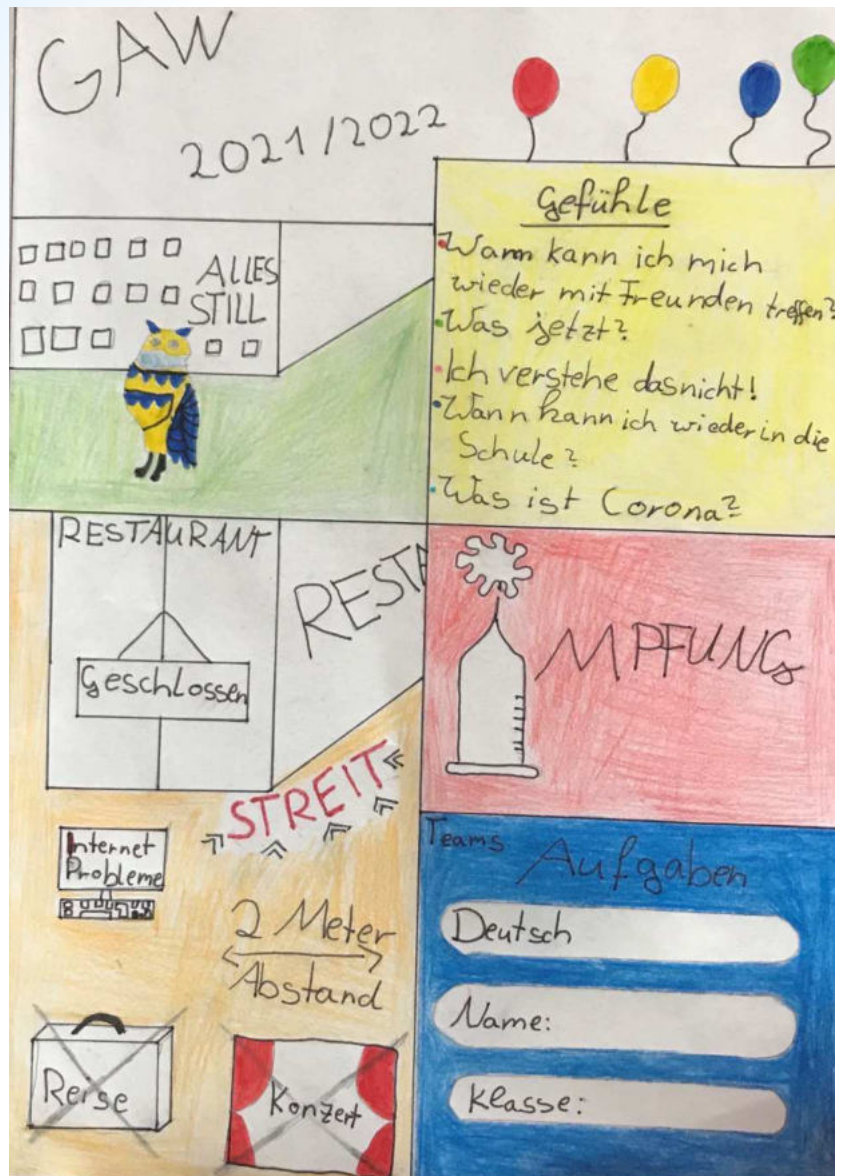 GAW
2021/2022
ALLES
STILL
Gefühle
Wann kann ich mich
wieder mit Freunden treffen?
Was jetzt?
Ich verstehe das nicht!
Wann kann ich wieder in die
Schule?
Was ist Corona?
RESTAURANT
Geschlossen
RESTA
MPFUNG
STREIT
Internet
Probleme
2 Meter
Abstand
Reise
Konzert
Teams
Aufgaben
Deutsch
Name:
Klasse: